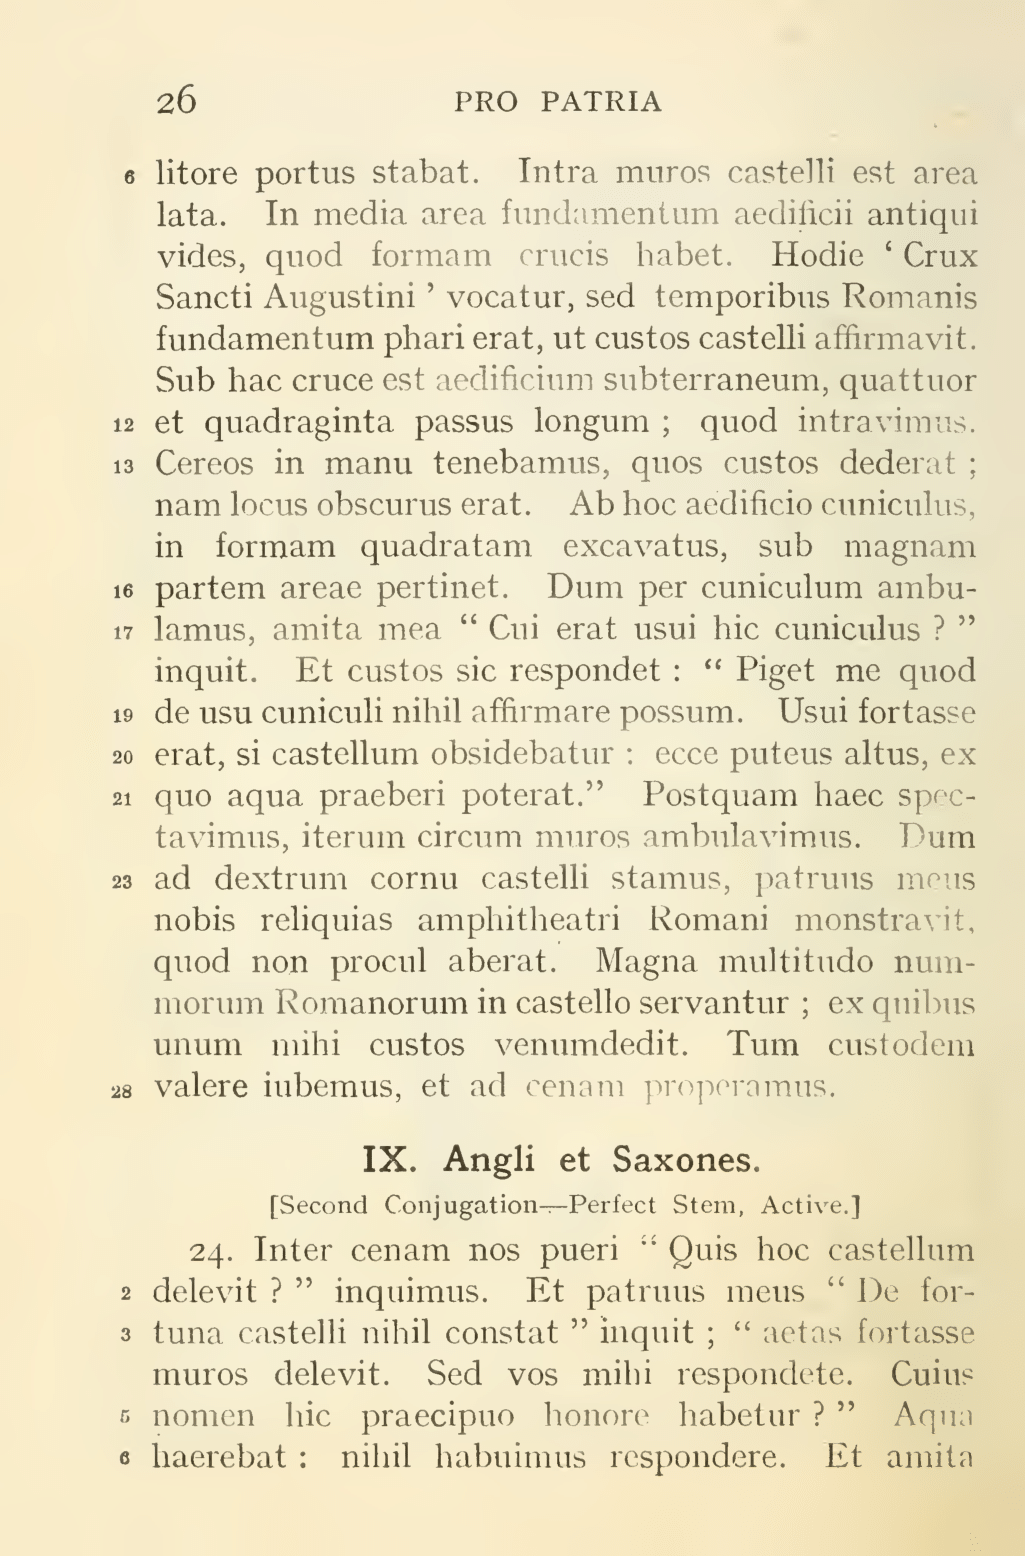 26 PRO PATRIA
6 litore portus stabat. Intra muros castelli est area
lata. In media area fundamentum aedificii antiqui
vides, quod formam crucis habet. Hodie ‘ Crux
Sancti Augustini ’ vocatur, sed temporibus Romanis
fundamentum phari erat, ut custos castelli affirmavit.
Sub hac cruce est aedificium subterraneum, quattuor
12 et quadraginta passus longum ; quod intravimus.
13 Cereos in manu tenebamus, quos custos dederat ;
nam locus obscurus erat. Ab hoc aedificio cuniculus,
in formam quadratam excavatus, sub magnam
16 partem areae pertinet. Dum per cuniculum ambu-
17 lamus, amita mea “ Cui erat usui hic cuniculus ? ”
inquit. Et custos sic respondet : “ Piget me quod
19 de usu cuniculi nihil affirmare possum. Usui fortasse
20 erat, si castellum obsidebatur : ecce puteus altus, ex
21 quo aqua praeberi poterat.” Postquam haec spec-
tavimus, iterum circum muros ambulavimus. Dum
23 ad dextrum cornu castelli stamus, patruus meus
nobis reliquias amphitheatri Romani monstravit,
quod non procul aberat. Magna multitudo num-
morum Romanorum in castello servantur ; ex quibus
unum mihi custos venumdedit. Tum custodem
28 valere iubemus, et ad cenam properamus.
IX. Angli et Saxones.
[Second Conjugation—Perfect Stem, Active.]
24. Inter cenam nos pueri “ Quis hoc castellum
2 delevit ? ” inquimus. Et patruus meus “ De for-
3 tuna castelli nihil constat ” inquit ; “ aetas fortasse
muros delevit. Sed vos mihi respondete. Cuius
5 nomen hic praecipuo honore habetur ? ” Aqua
6 haerebat : nihil habuimus respondere. Et amita